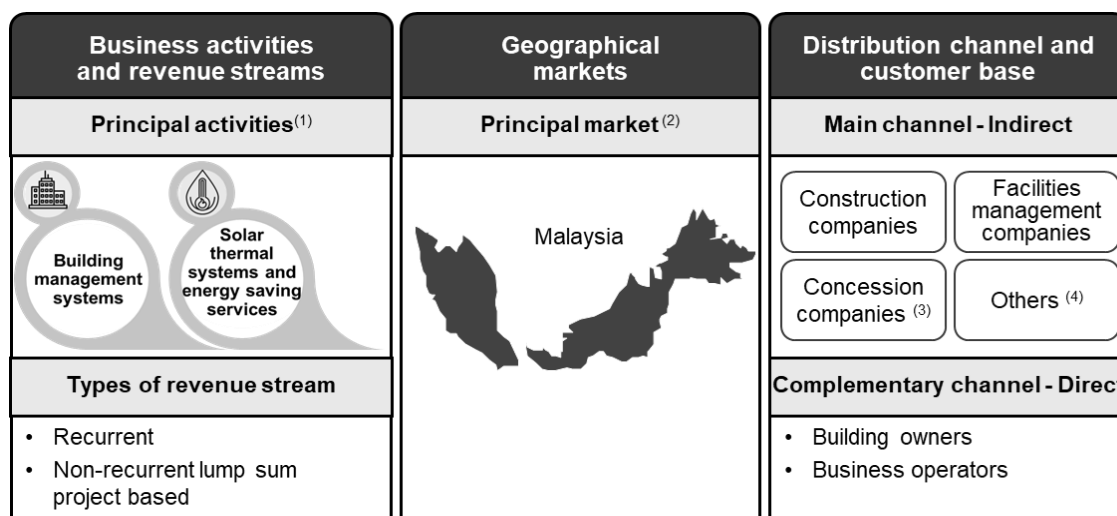 Business activities
and revenue streams
Principal activities(1)
Building
management
systems
Solar
thermal
systems and
energy saving
services
Types of revenue stream
• Recurrent
• Non-recurrent lump sum
project based
Geographical
markets
Principal market (2)
Malaysia
Distribution channel and
customer base
Main channel - Indirect
Construction
companies
Facilities
management
companies
Concession
companies (3)
Others (4)
Complementary channel - Direct
• Building owners
• Business operators